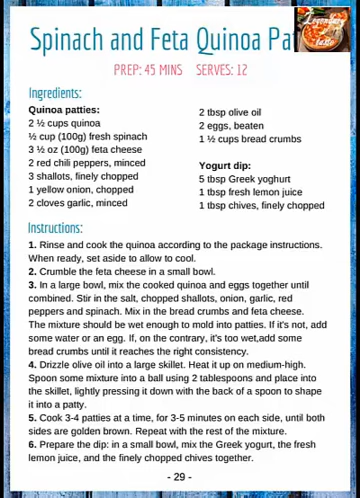 Spinach and Feta Quinoa Pa
Legendary
taste
PREP: 45 MINS SERVES: 12
Ingredients:
Quinoa patties:
2 ½ cups quinoa
½ cup (100g) fresh spinach
3 ½ oz (100g) feta cheese
2 red chili peppers, minced
3 shallots, finely chopped
1 yellow onion, chopped
2 cloves garlic, minced
2 tbsp olive oil
2 eggs, beaten
1 ½ cups bread crumbs
Yogurt dip:
5 tbsp Greek yoghurt
1 tbsp fresh lemon juice
1 tbsp chives, finely chopped
Instructions:
1. Rinse and cook the quinoa according to the package instructions.
When ready, set aside to allow to cool.
2. Crumble the feta cheese in a small bowl.
3. In a large bowl, mix the cooked quinoa and eggs together until
combined. Stir in the salt, chopped shallots, onion, garlic, red
peppers and spinach. Mix in the bread crumbs and feta cheese.
The mixture should be wet enough to mold into patties. If it's not, add
some water or an egg. If, on the contrary, it's too wet,add some
bread crumbs until it reaches the right consistency.
4. Drizzle olive oil into a large skillet. Heat it up on medium-high.
Spoon some mixture into a ball using 2 tablespoons and place into
the skillet, lightly pressing it down with the back of a spoon to shape
it into a patty.
5. Cook 3-4 patties at a time, for 3-5 minutes on each side, until both
sides are golden brown. Repeat with the rest of the mixture.
6. Prepare the dip: in a small bowl, mix the Greek yogurt, the fresh
lemon juice, and the finely chopped chives together.
- 29 -